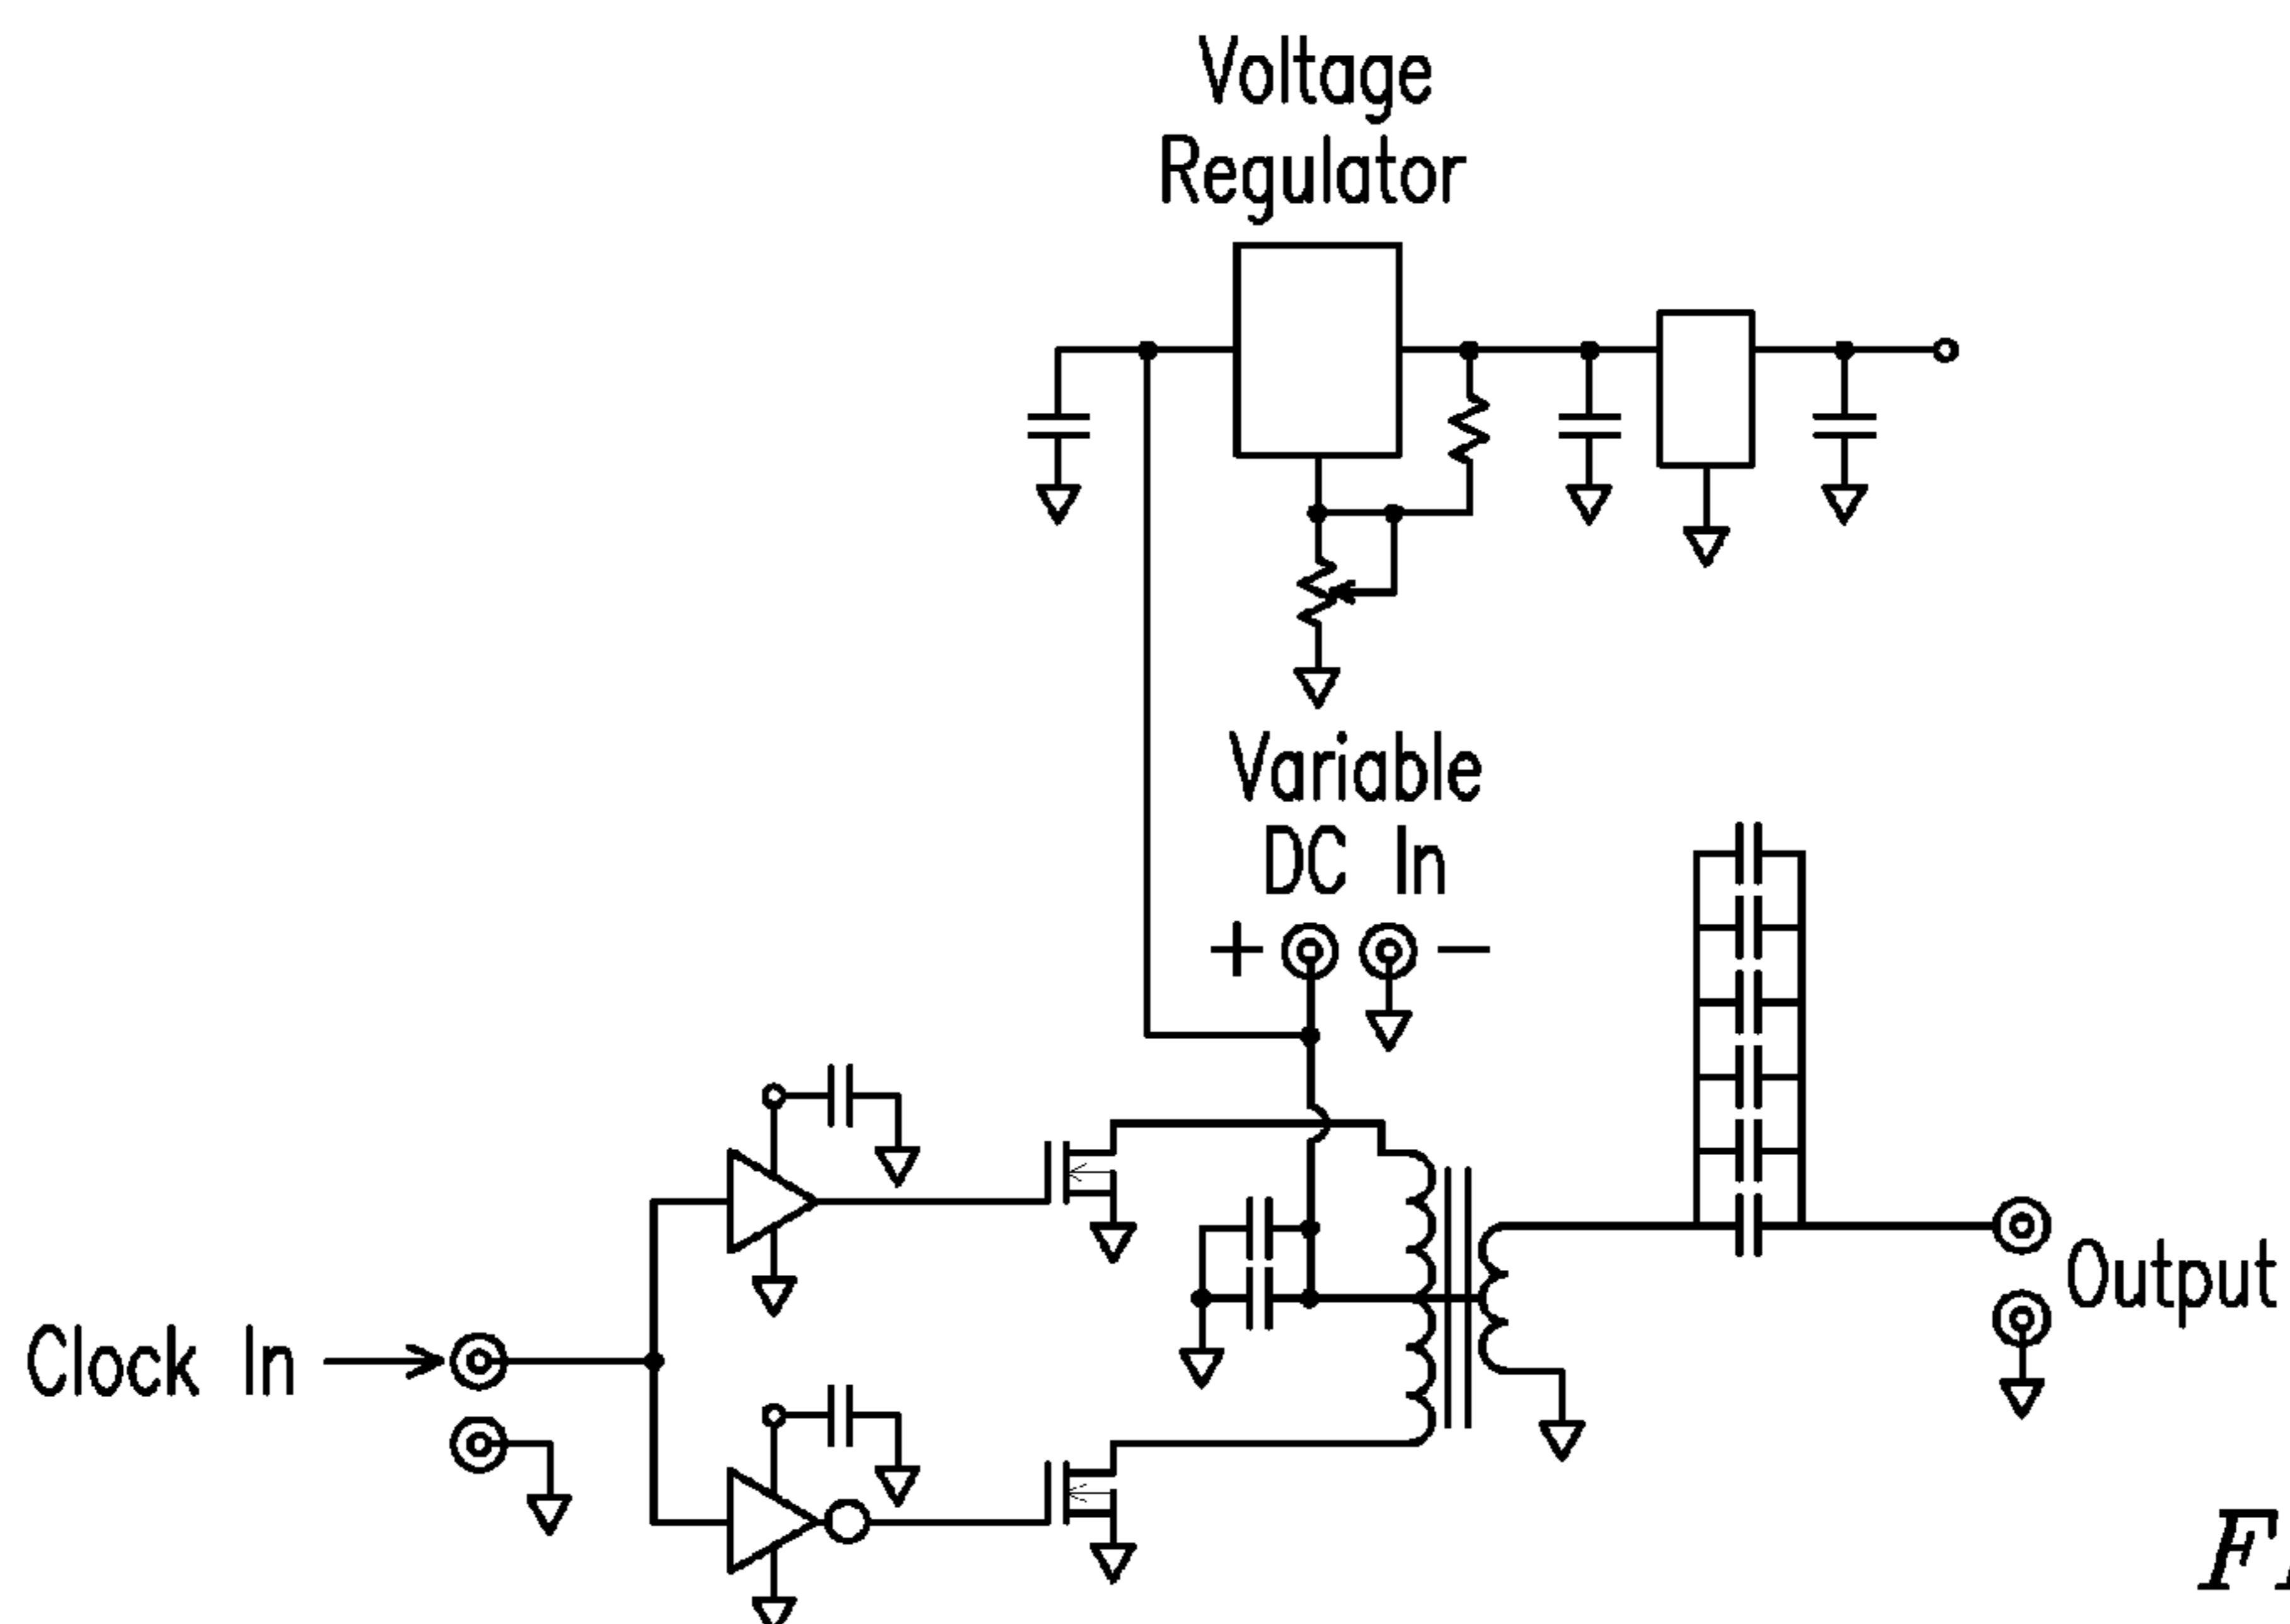 Voltage
Regulator
Variable
DC In
+ −
Clock In
Output